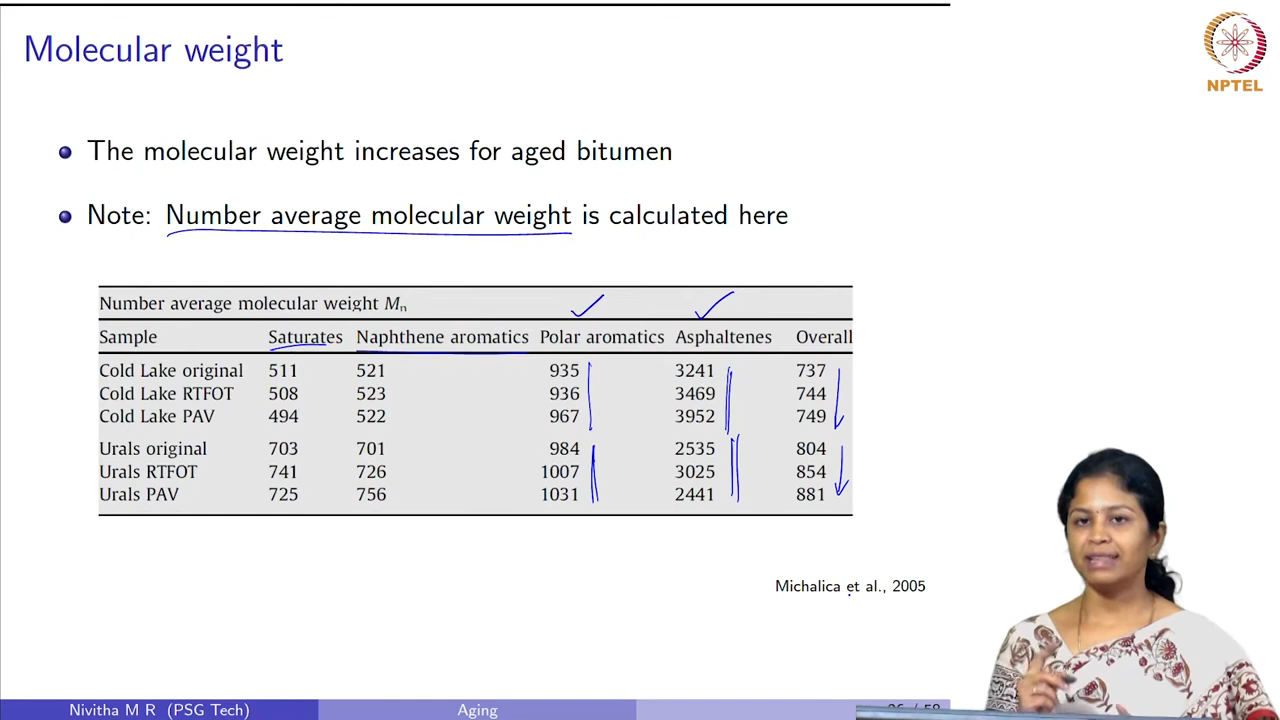 Molecular weight
NPTEL
The molecular weight increases for aged bitumen
Note: Number average molecular weight is calculated here
Number average molecular weight Mn
Sample Saturates Naphthene aromatics Polar aromatics Asphaltenes Overall
Cold Lake original 511 521 935 3241 737
Cold Lake RTFOT 508 523 936 3469 744
Cold Lake PAV 494 522 967 3952 749
Urals original 703 701 984 2535 804
Urals RTFOT 741 726 1007 3025 854
Urals PAV 725 756 1031 2441 881
Michalica et al., 2005
Nivitha M R (PSG Tech) Aging